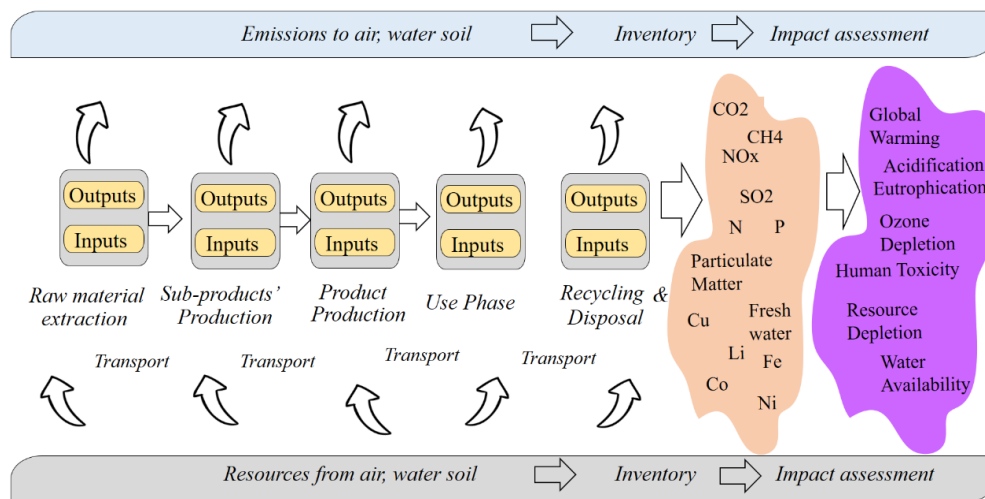 Emissions to air, water soil
Inventory
Impact assessment
Outputs
Inputs
Raw material
extraction
Outputs
Inputs
Sub-products'
Production
Outputs
Inputs
Product
Production
Outputs
Inputs
Use Phase
Outputs
Inputs
Recycling &
Disposal
Transport
Transport
Transport
Transport
CO2
CH4
NOx
SO2
N P
Particulate
Matter
Cu
Fresh
water
Li
Fe
Co
Ni
Global
Warming
Acidification
Eutrophication
Ozone
Depletion
Human Toxicity
Resource
Depletion
Water
Availability
Resources from air, water soil
Inventory
Impact assessment